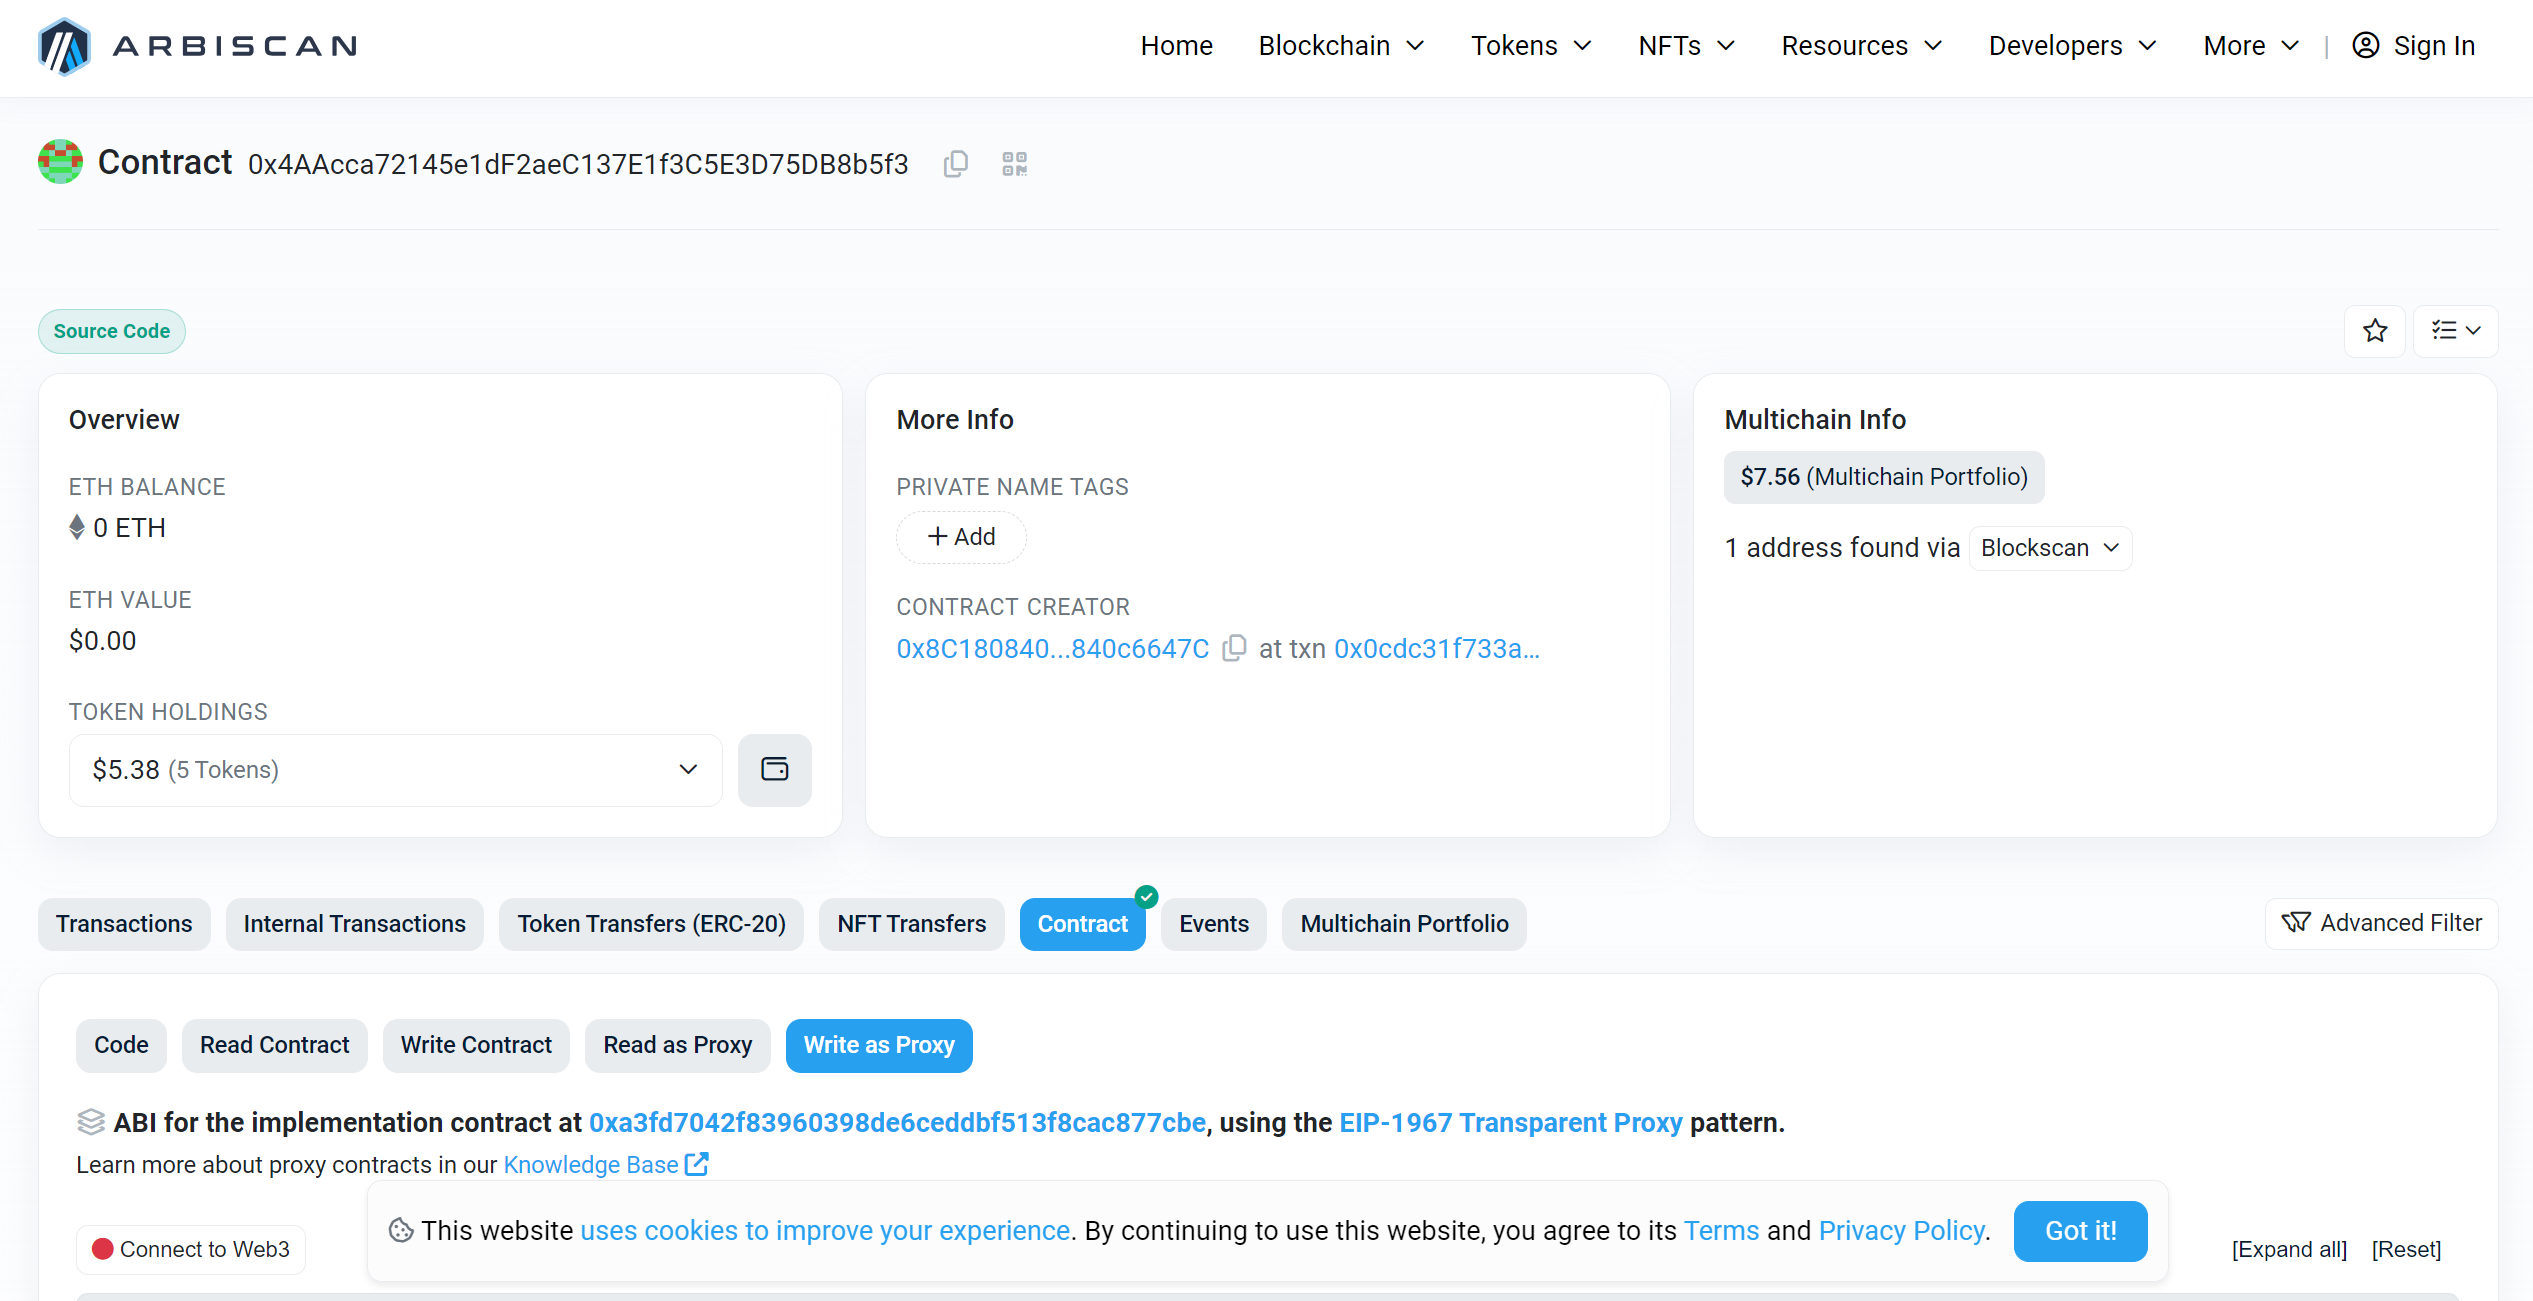 ARBISCAN
Home Blockchain Tokens NFTs Resources Developers More | Sign In
Contract 0x4AAcca72145e1dF2aeC137E1f3C5E3D75DB8b5f3
Source Code
Overview
ETH BALANCE
0 ETH
ETH VALUE
$0.00
TOKEN HOLDINGS
$5.38 (5 Tokens)
More Info
PRIVATE NAME TAGS
+ Add
CONTRACT CREATOR
0x8C180840...840c6647C at txn 0x0cdc31f733a...
Multichain Info
$7.56 (Multichain Portfolio)
1 address found via Blockscan
Transactions Internal Transactions Token Transfers (ERC-20) NFT Transfers Contract Events Multichain Portfolio Advanced Filter
Code Read Contract Write Contract Read as Proxy Write as Proxy
ABI for the implementation contract at 0xa3fd7042f83960398de6ceddbf513f8cac877cbe, using the EIP-1967 Transparent Proxy pattern.
Learn more about proxy contracts in our Knowledge Base
This website uses cookies to improve your experience. By continuing to use this website, you agree to its Terms and Privacy Policy. Got it!
Connect to Web3 [Expand all] [Reset]